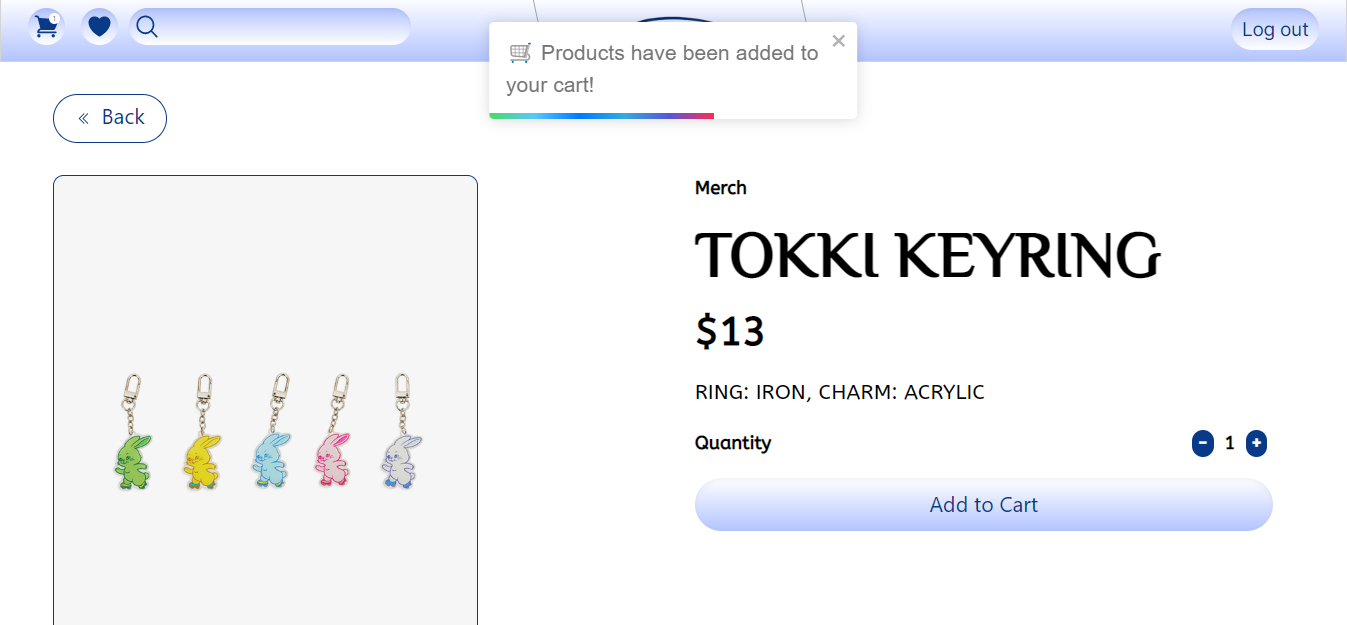 1
Log out
Products have been added to
your cart!
×
« Back
Merch
TOKKI KEYRING
$13
RING: IRON, CHARM: ACRYLIC
Quantity
- 1 +
Add to Cart